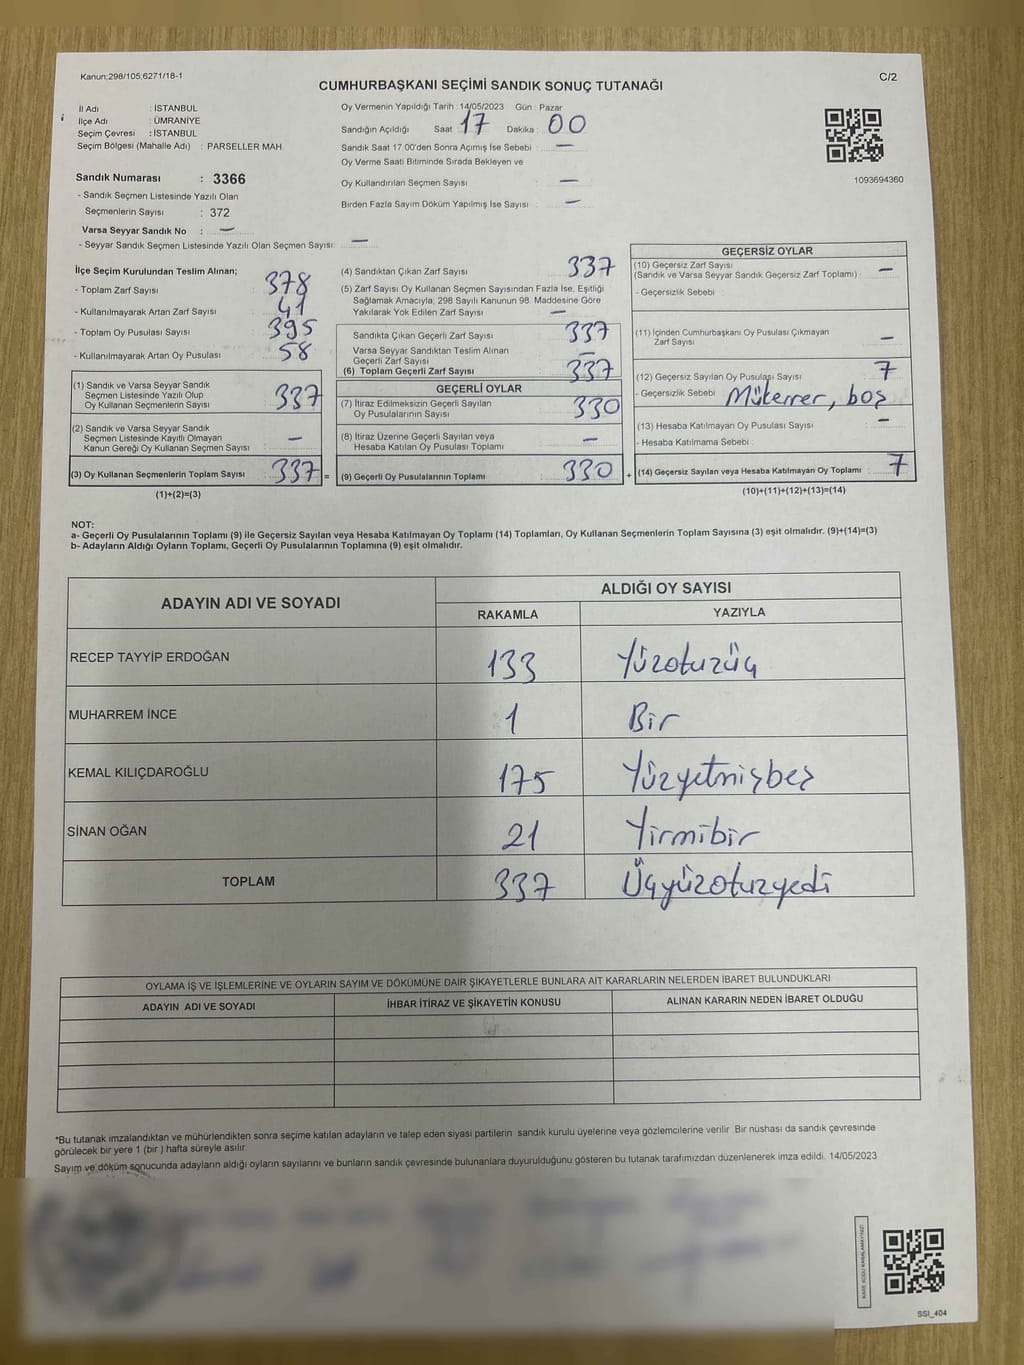 Kanun:298/105,6271/18-1
C/2
CUMHURBAŞKANI SEÇİMİ SANDIK SONUÇ TUTANAĞI
İl Adı : İSTANBUL
İlçe Adı : ÜMRANİYE
Seçim Çevresi : İSTANBUL
Seçim Bölgesi (Mahalle Adı) : PARSELLER MAH.
Sandık Numarası : 3366
- Sandık Seçmen Listesinde Yazılı Olan
Seçmenlerin Sayısı : 372
Varsa Seyyar Sandık No : —
- Seyyar Sandık Seçmen Listesinde Yazılı Olan Seçmen Sayısı: —
Oy Vermenin Yapıldığı Tarih : 14/05/2023 Gün : Pazar
Sandığın Açıldığı Saat : 17 Dakika : 00
Sandık Saat 17.00'den Sonra Açımış İse Sebebi : —
Oy Verme Saati Bitiminde Sırada Bekleyen ve
Oy Kullandırılan Seçmen Sayısı : —
Birden Fazla Sayım Döküm Yapılmış İse Sayısı : —
1093694360
İlçe Seçim Kurulundan Teslim Alınan;
- Toplam Zarf Sayısı : 378
- Kullanılmayarak Artan Zarf Sayısı : 41
- Toplam Oy Pusulası Sayısı : 395
- Kullanılmayarak Artan Oy Pusulası : 58
(1) Sandık ve Varsa Seyyar Sandık
Seçmen Listesinde Yazılı Olup
Oy Kullanan Seçmenlerin Sayısı : 337
(2) Sandık ve Varsa Seyyar Sandık
Seçmen Listesinde Kayıtlı Olmayan
Kanun Gereği Oy Kullanan Seçmen Sayısı : —
(3) Oy Kullanan Seçmenlerin Toplam Sayısı : 337 =
(1)+(2)=(3)
(4) Sandıktan Çıkan Zarf Sayısı : 337
(5) Zarf Sayısı Oy Kullanan Seçmen Sayısından Fazla İse, Eşitliği
Sağlamak Amacıyla, 298 Sayılı Kanunun 98. Maddesine Göre
Yakılarak Yok Edilen Zarf Sayısı : —
Sandıkta Çıkan Geçerli Zarf Sayısı : 337
Varsa Seyyar Sandıktan Teslim Alınan
Geçerli Zarf Sayısı : —
(6) Toplam Geçerli Zarf Sayısı : 337
GEÇERLİ OYLAR
(7) İtiraz Edilmeksizin Geçerli Sayılan
Oy Pusulalarının Sayısı : 330
(8) İtiraz Üzerine Geçerli Sayılan veya
Hesaba Katılan Oy Pusulası Toplamı : —
(9) Geçerli Oy Pusulalarının Toplamı : 330 +
GEÇERSİZ OYLAR
(10) Geçersiz Zarf Sayısı
(Sandık ve Varsa Seyyar Sandık Geçersiz Zarf Toplamı) : —
- Geçersizlik Sebebi :
(11) İçinden Cumhurbaşkanı Oy Pusulası Çıkmayan
Zarf Sayısı : —
(12) Geçersiz Sayılan Oy Pusulası Sayısı : 7
- Geçersizlik Sebebi : Mükerrer, boş
(13) Hesaba Katılmayan Oy Pusulası Sayısı : —
- Hesaba Katılmama Sebebi :
(14) Geçersiz Sayılan veya Hesaba Katılmayan Oy Toplamı : 7
(10)+(11)+(12)+(13)=(14)
NOT:
a- Geçerli Oy Pusulalarının Toplamı (9) ile Geçersiz Sayılan veya Hesaba Katılmayan Oy Toplamı (14) Toplamları, Oy Kullanan Seçmenlerin Toplam Sayısına (3) eşit olmalıdır. (9)+(14)=(3)
b- Adayların Aldığı Oyların Toplamı, Geçerli Oy Pusulalarının Toplamına (9) eşit olmalıdır.
ADAYIN ADI VE SOYADI
ALDIĞI OY SAYISI
RAKAMLA YAZIYLA
RECEP TAYYİP ERDOĞAN 133 Yüzotuzüç
MUHARREM İNCE 1 Bir
KEMAL KILIÇDAROĞLU 175 Yüzyetmişbeş
SİNAN OĞAN 21 Yirmibir
TOPLAM 337 Üçyüzotuzyedi
OYLAMA İŞ VE İŞLEMLERİNE VE OYLARIN SAYIM VE DÖKÜMÜNE DAİR ŞİKAYETLERLE BUNLARA AİT KARARLARIN NELERDEN İBARET BULUNDUKLARI
ADAYIN ADI VE SOYADI İHBAR İTİRAZ VE ŞİKAYETİN KONUSU ALINAN KARARIN NEDEN İBARET OLDUĞU
*Bu tutanak imzalandıktan ve mühürlendikten sonra seçime katılan adayların ve talep eden siyasi partilerin sandık kurulu üyelerine veya gözlemcilerine verilir. Bir nüshası da sandık çevresinde
görülecek bir yere 1 (bir ) hafta süreyle asılır.
Sayım ve döküm sonucunda adayların aldığı oyların sayılarını ve bunların sandık çevresinde bulunanlara duyurulduğunu gösteren bu tutanak tarafımızdan düzenlenerek imza edildi. 14/05/2023
KARE KODU KARALAMAYINIZ!
SSI_404